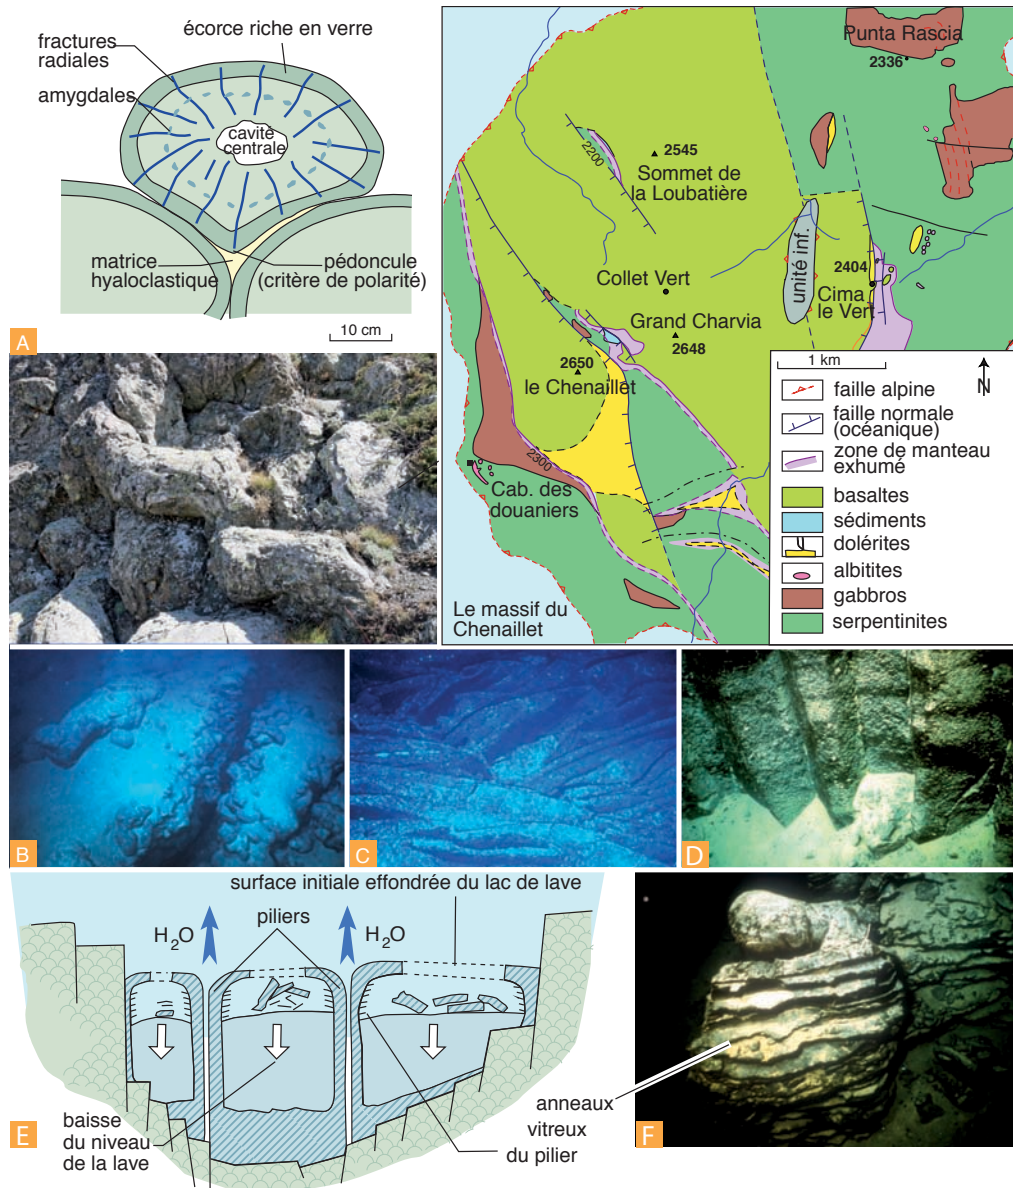 fractures
radiales
écorce riche en verre
amygdales
cavité
centrale
matrice
hyaloclastique
pédoncule
(critère de polarité)
A
10 cm
Punta Rascia
2336
2200
2545
Sommet de
la Loubatière
unité inf.
2404
Collet Vert
Cima
le Vert
Grand Charvia
2648
2650
le Chenaillet
2300
Cab. des
douaniers
Le massif du
Chenaillet
1 km
N
faille alpine
faille normale
(océanique)
zone de manteau
exhumé
basaltes
sédiments
dolérites
albitites
gabbros
serpentinites
B
C
D
surface initiale effondrée du lac de lave
piliers
H2O
H2O
baisse
du niveau
de la lave
E
anneaux
vitreux
du pilier
F